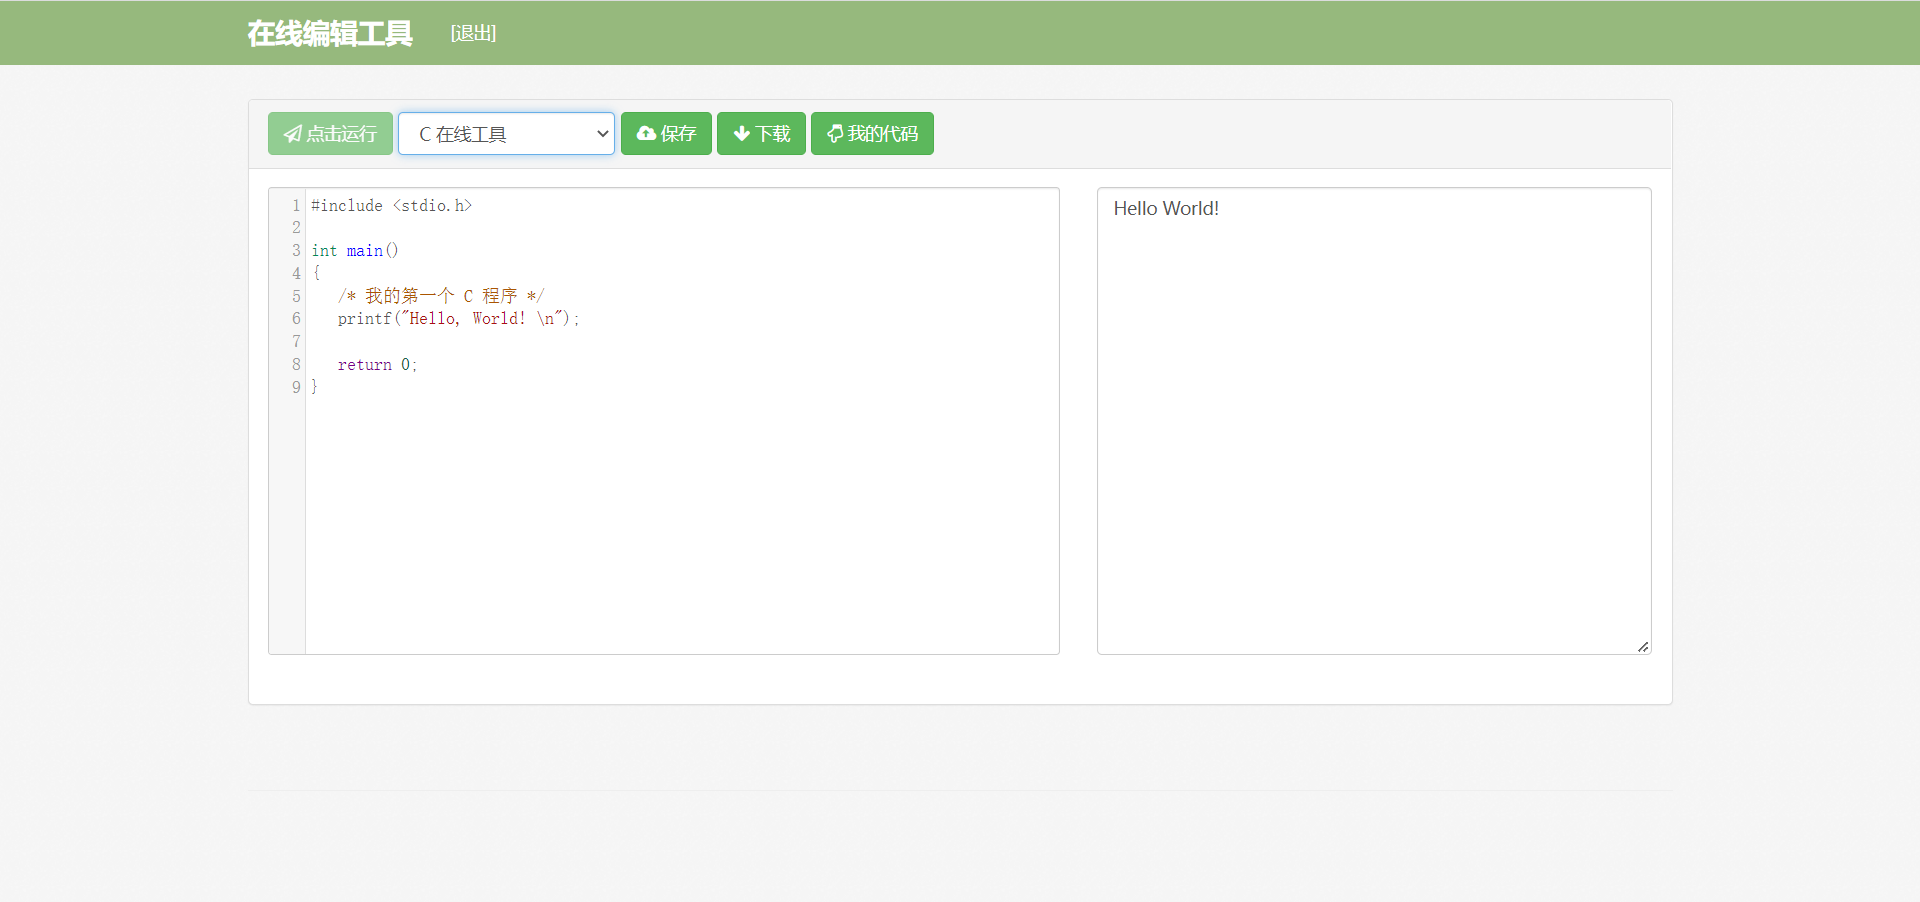 在线编辑工具 [退出]
点击运行 C 在线工具 保存 下载 我的代码
1 #include <stdio.h>
2
3 int main()
4 {
5 /* 我的第一个 C 程序 */
6 printf("Hello, World! \n");
7
8 return 0;
9 }
Hello World!